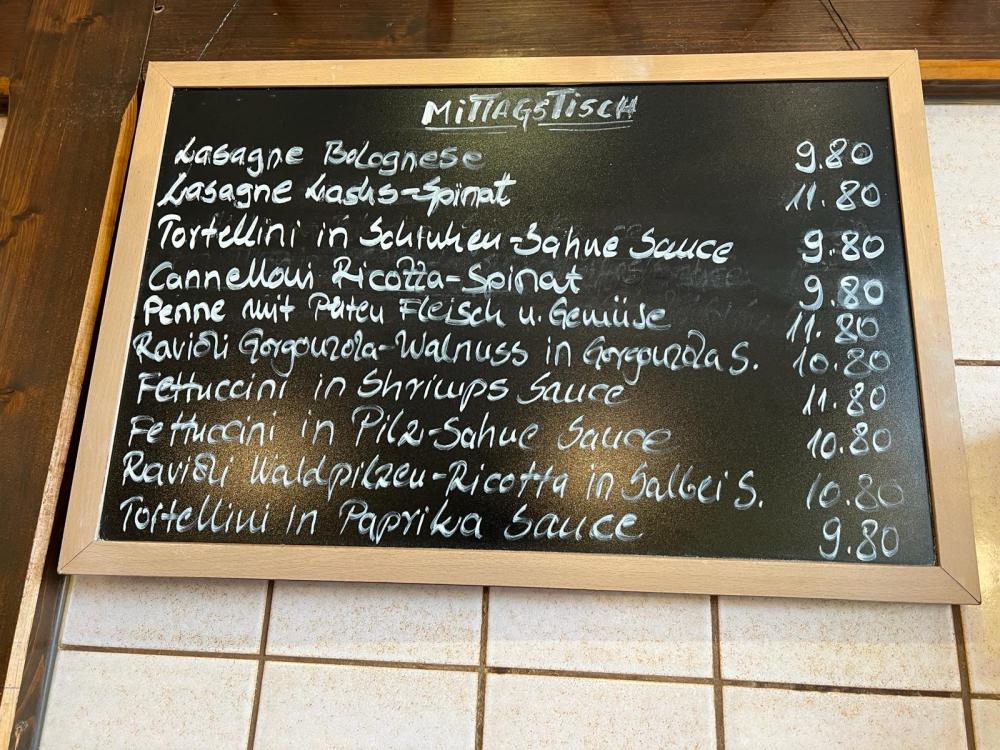 MITTAGSTISCH
Lasagne Bolognese 9.80
Lasagne Lachs-Spinat 11.80
Tortellini in Schinken-Sahne Sauce 9.80
Cannelloni Ricotta-Spinat 9.80
Penne mit Puten Fleisch u. Gemüse 11.80
Ravioli Gorgonzola-Walnuss in Gorgonzola S. 10.80
Fettuccini in Shrimps Sauce 11.80
Fettuccini in Pilz-Sahne Sauce 10.80
Ravioli Waldpilzen-Ricotta in Salbei S. 10.80
Tortellini in Paprika Sauce 9.80